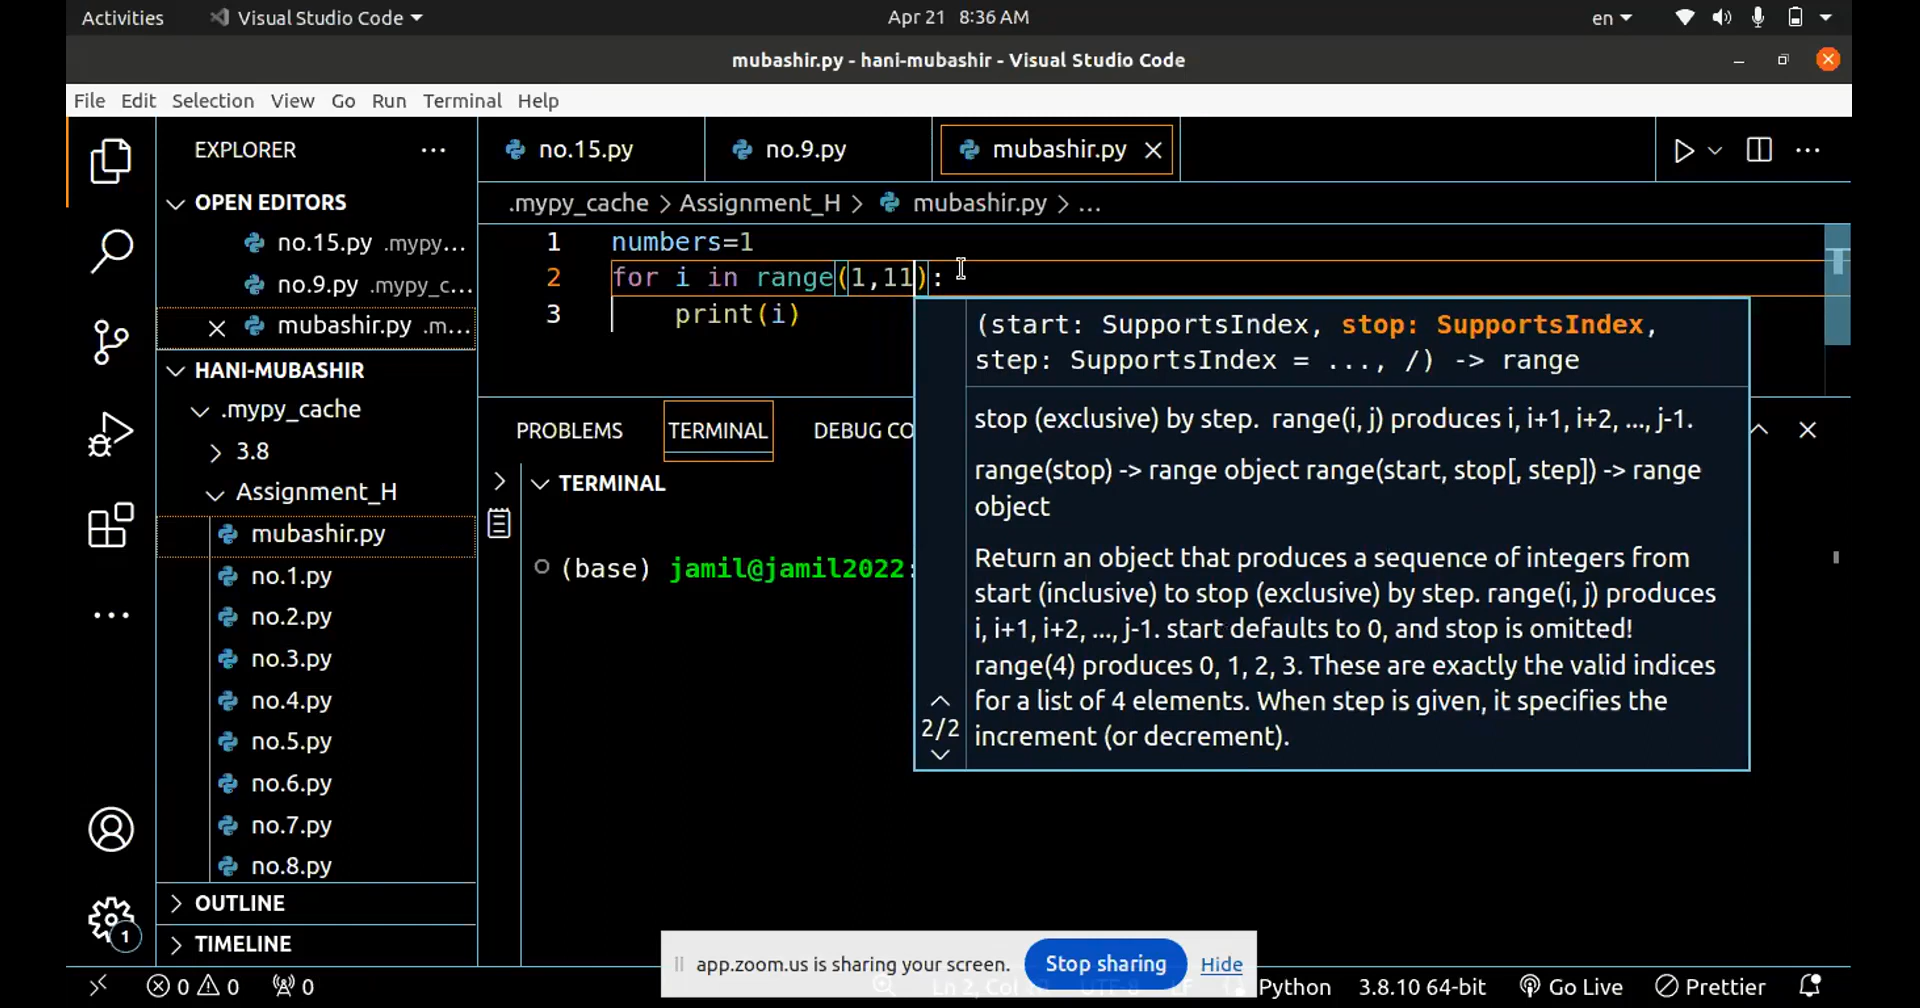 Activities Visual Studio Code Apr 21 8:36 AM en
mubashir.py - hani-mubashir - Visual Studio Code
File Edit Selection View Go Run Terminal Help
EXPLORER ...
no.15.py no.9.py mubashir.py
OPEN EDITORS
no.15.py .mypy...
no.9.py .mypy_c...
mubashir.py .m...
HANI-MUBASHIR
.mypy_cache
3.8
Assignment_H
mubashir.py
no.1.py
no.2.py
no.3.py
no.4.py
no.5.py
no.6.py
no.7.py
no.8.py
OUTLINE
TIMELINE
.mypy_cache > Assignment_H > mubashir.py > ...
1 numbers=1
2 for i in range(1,11):
3 print(i)
(start: SupportsIndex, stop: SupportsIndex,
step: SupportsIndex = ..., /) -> range
stop (exclusive) by step. range(i, j) produces i, i+1, i+2, ..., j-1.
range(stop) -> range object range(start, stop[, step]) -> range
object
Return an object that produces a sequence of integers from
start (inclusive) to stop (exclusive) by step. range(i, j) produces
i, i+1, i+2, ..., j-1. start defaults to 0, and stop is omitted!
range(4) produces 0, 1, 2, 3. These are exactly the valid indices
for a list of 4 elements. When step is given, it specifies the
increment (or decrement).
2/2
PROBLEMS TERMINAL DEBUG CO
TERMINAL
(base) jamil@jamil2022:
app.zoom.us is sharing your screen. Stop sharing Hide
1
0 0 0 Python 3.8.10 64-bit Go Live Prettier